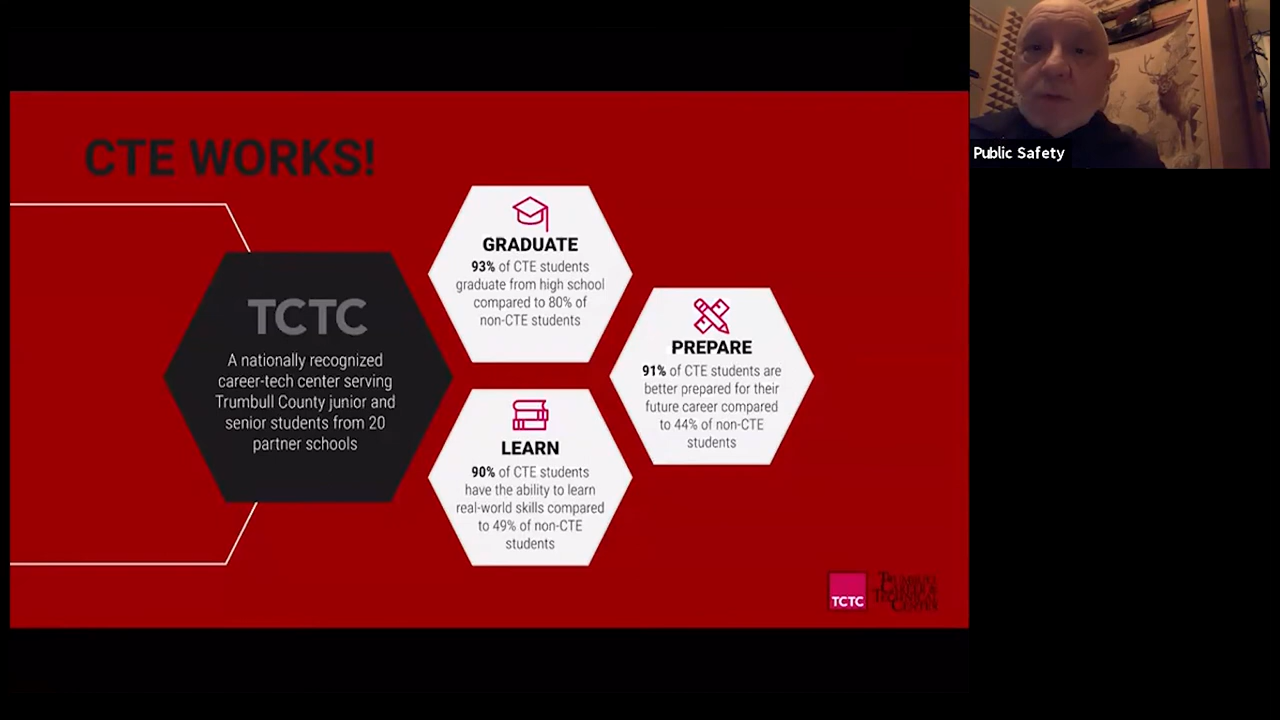 CTE WORKS!
TCTC
A nationally recognized
career-tech center serving
Trumbull County junior and
senior students from 20
partner schools
GRADUATE
93% of CTE students
graduate from high school
compared to 80% of
non-CTE students
LEARN
90% of CTE students
have the ability to learn
real-world skills compared
to 49% of non-CTE
students
PREPARE
91% of CTE students are
better prepared for their
future career compared
to 44% of non-CTE
students
TCTC
TRUMBULL
CAREER &
TECHNICAL
CENTER
Public Safety